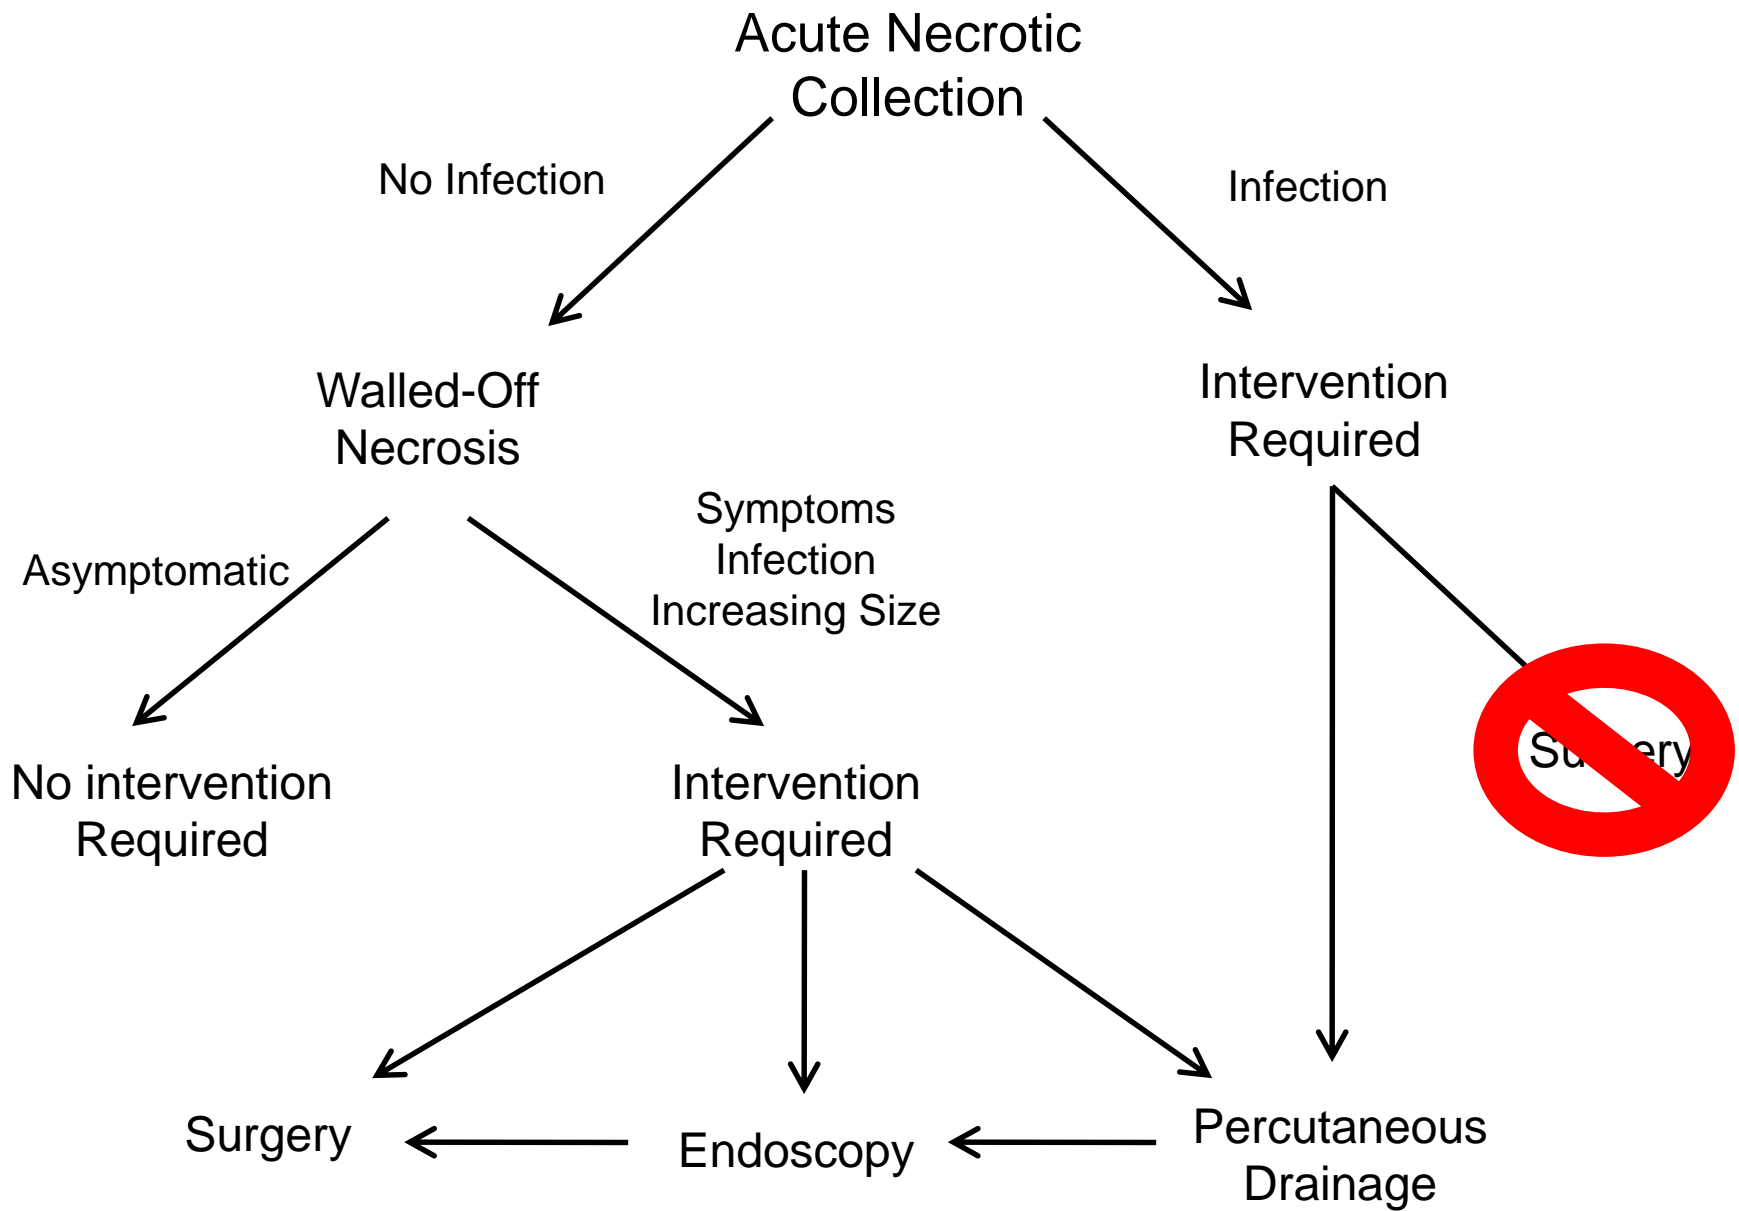 Acute Necrotic
Collection
No Infection
Infection
Walled-Off
Necrosis
Intervention
Required
Asymptomatic
Symptoms
Infection
Increasing Size
Surgery
No intervention
Required
Intervention
Required
Surgery
Endoscopy
Percutaneous
Drainage